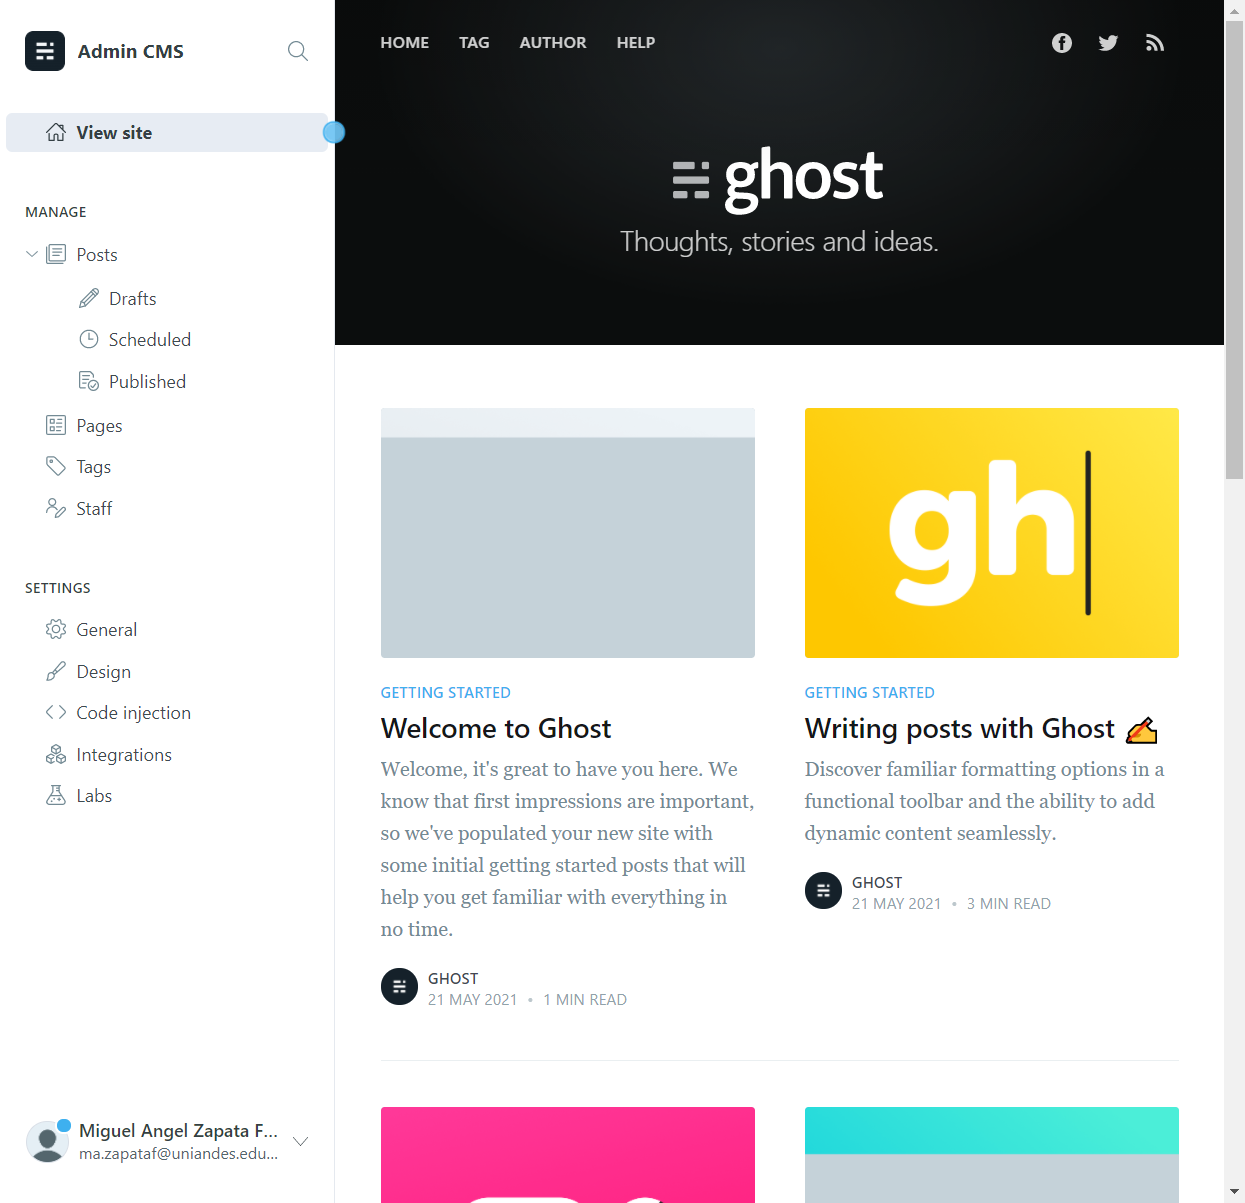 Admin CMS
View site
MANAGE
Posts
Drafts
Scheduled
Published
Pages
Tags
Staff
SETTINGS
General
Design
Code injection
Integrations
Labs
Miguel Angel Zapata F...
ma.zapataf@uniandes.edu...
HOME TAG AUTHOR HELP
ghost
Thoughts, stories and ideas.
GETTING STARTED
Welcome to Ghost
Welcome, it's great to have you here. We
know that first impressions are important,
so we've populated your new site with
some initial getting started posts that will
help you get familiar with everything in
no time.
GHOST
21 MAY 2021 • 1 MIN READ
gh
GETTING STARTED
Writing posts with Ghost ✍️
Discover familiar formatting options in a
functional toolbar and the ability to add
dynamic content seamlessly.
GHOST
21 MAY 2021 • 3 MIN READ